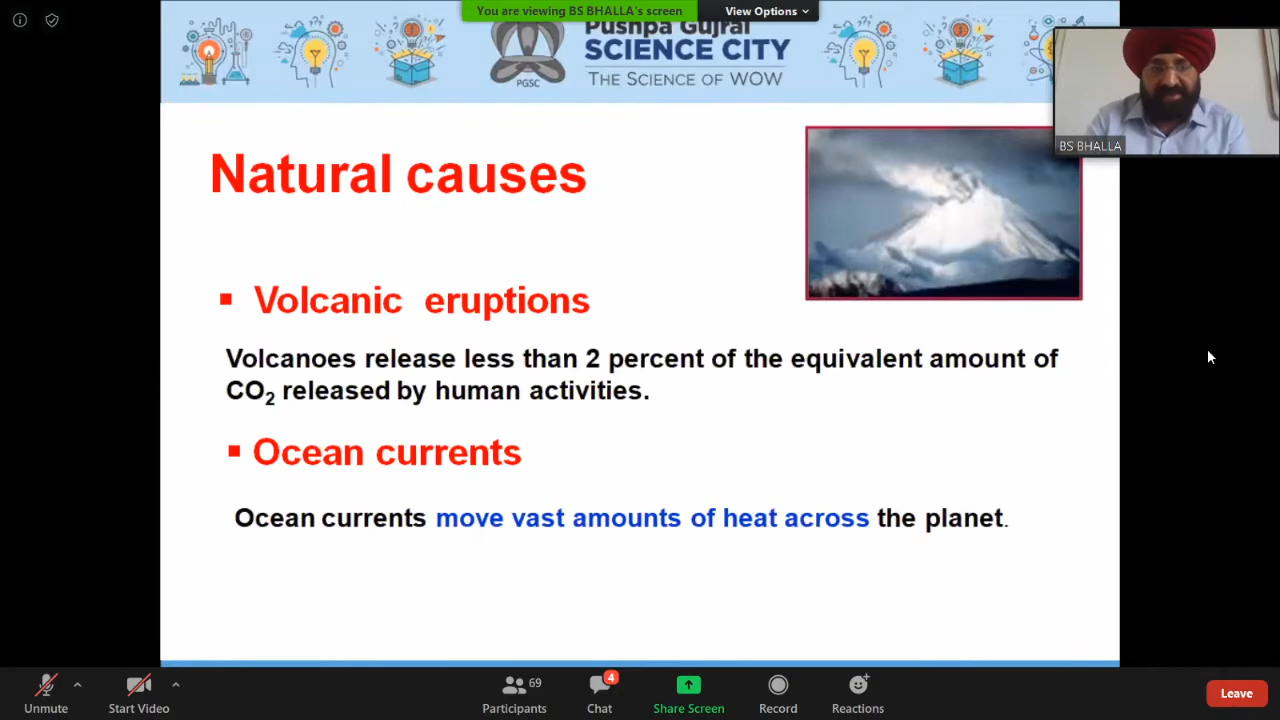 You are viewing BS BHALLA's screen
View Options
Pushpa Gujral
SCIENCE CITY
PGSC
THE SCIENCE OF WOW
BS BHALLA
Natural causes
Volcanic eruptions
Volcanoes release less than 2 percent of the equivalent amount of
CO₂ released by human activities.
Ocean currents
Ocean currents move vast amounts of heat across the planet.
Unmute
Start Video
Participants
69
Chat
4
Share Screen
Record
Reactions
Leave